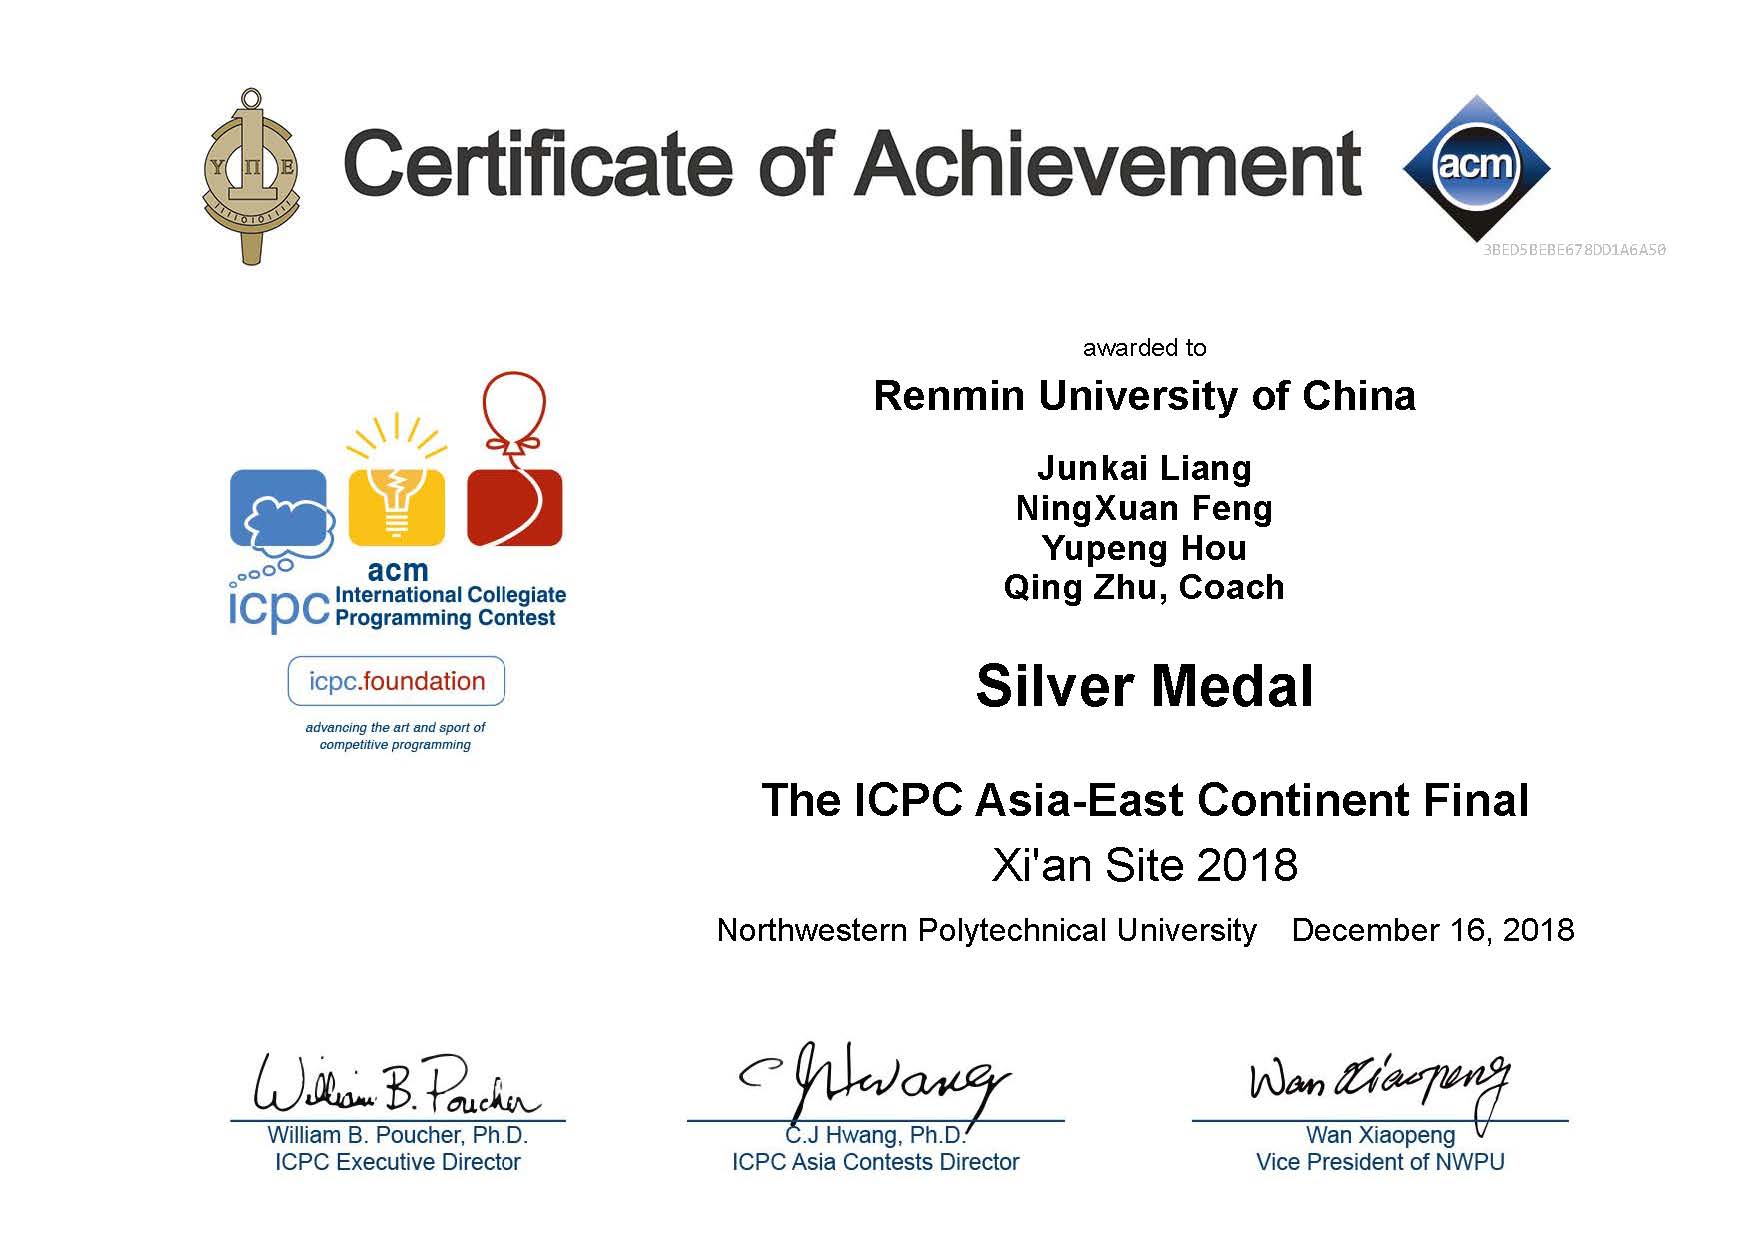 Certificate of Achievement
Υ Π Ε
acm
3BED5BEBE678DD1A6A50
awarded to
Renmin University of China
Junkai Liang
NingXuan Feng
Yupeng Hou
Qing Zhu, Coach
Silver Medal
The ICPC Asia-East Continent Final
Xi'an Site 2018
Northwestern Polytechnical University December 16, 2018
acm
icpc International Collegiate
Programming Contest
icpc.foundation
advancing the art and sport of
competitive programming
William B. Poucher
William B. Poucher, Ph.D.
ICPC Executive Director
C J Hwang
C.J Hwang, Ph.D.
ICPC Asia Contests Director
Wan Xiaopeng
Wan Xiaopeng
Vice President of NWPU